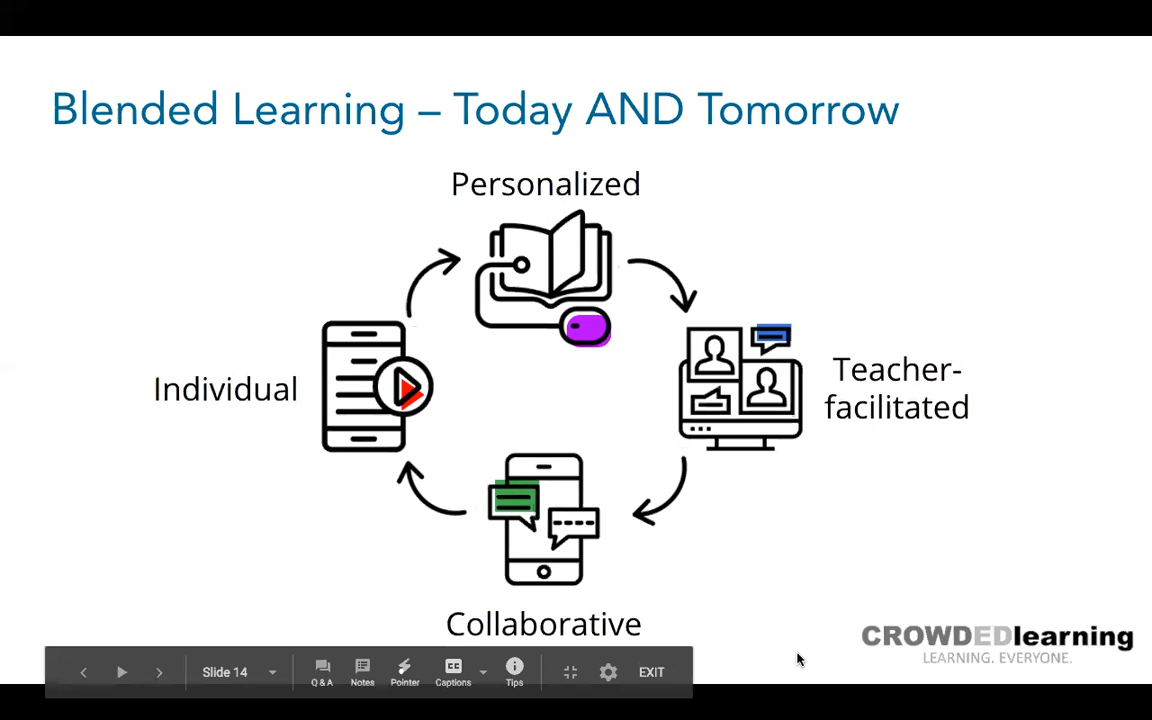 Blended Learning – Today AND Tomorrow
Personalized
Individual
Teacher-
facilitated
Collaborative
CROWDEDlearning
LEARNING. EVERYONE.
Slide 14
Q & A
Notes
Pointer
Captions
Tips
EXIT